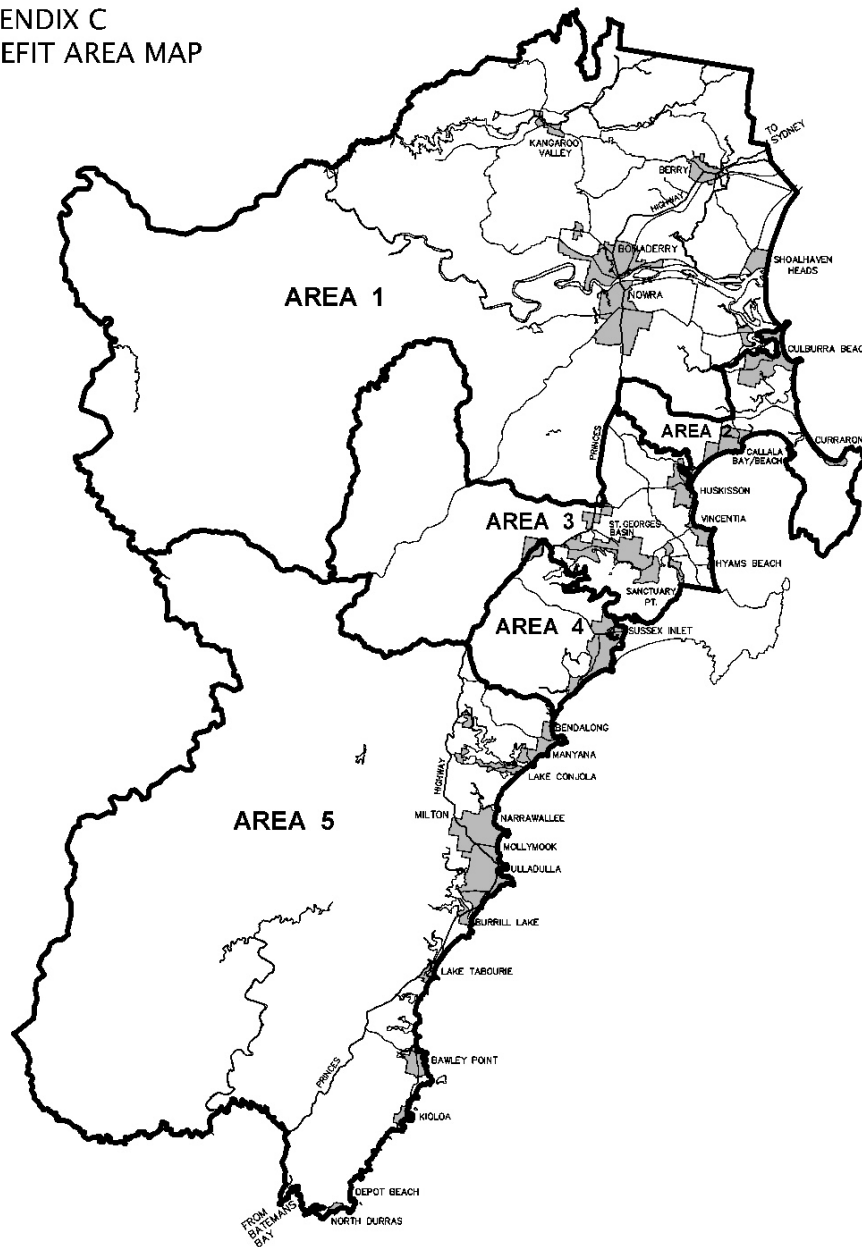 ENDIX C
EFIT AREA MAP
TO
SYDNEY
KANGAROO
VALLEY
BERRY
HIGHWAY
BOMADERRY
SHOALHAVEN
HEADS
AREA 1
NOWRA
CULBURRA BEAC
PRINCES
AREA 2
CURRARON
CALLALA
BAY/BEACH
HUSKISSON
AREA 3
VINCENTIA
ST. GEORGES
BASIN
HYAMS BEACH
SANCTUARY
PT.
AREA 4
SUSSEX INLET
BENDALONG
MANYANA
LAKE CONJOLA
HIGHWAY
AREA 5
MILTON
NARRAWALLEE
MOLLYMOOK
ULLADULLA
BURRILL LAKE
LAKE TABOURIE
BAWLEY POINT
PRINCES
KIOLOA
DEPOT BEACH
NORTH DURRAS
FROM
BATEMANS
BAY